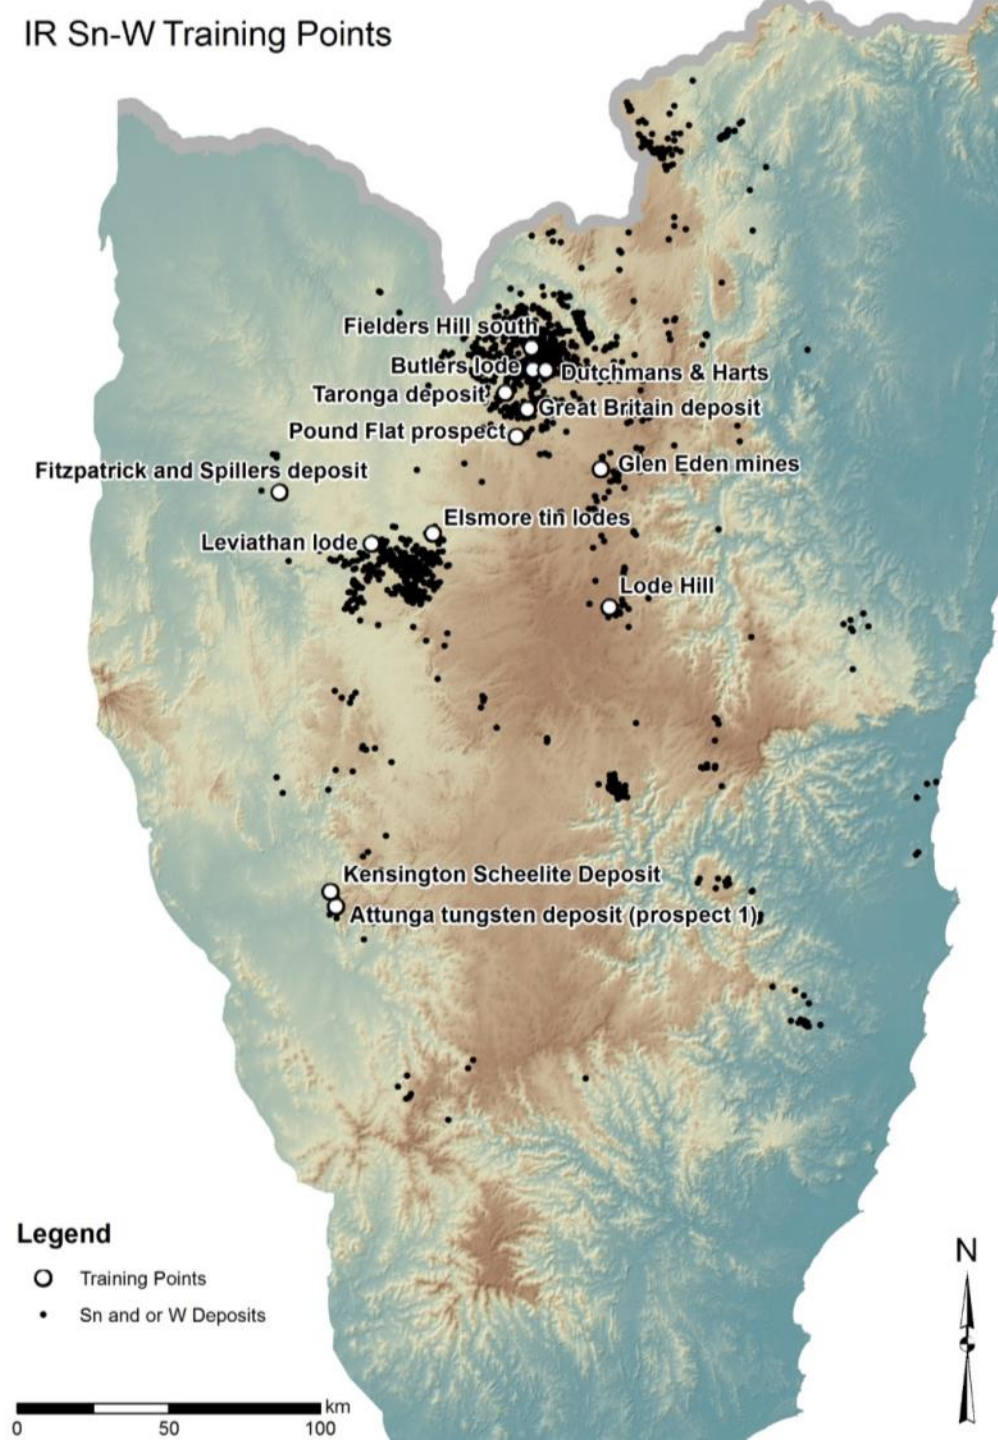 IR Sn-W Training Points
Fielders Hill south
Butlers lode
Dutchmans & Harts
Taronga deposit
Great Britain deposit
Pound Flat prospect
Glen Eden mines
Fitzpatrick and Spillers deposit
Elsmore tin lodes
Leviathan lode
Lode Hill
Kensington Scheelite Deposit
Attunga tungsten deposit (prospect 1)
Legend
Training Points
Sn and or W Deposits
N
km
0 50 100